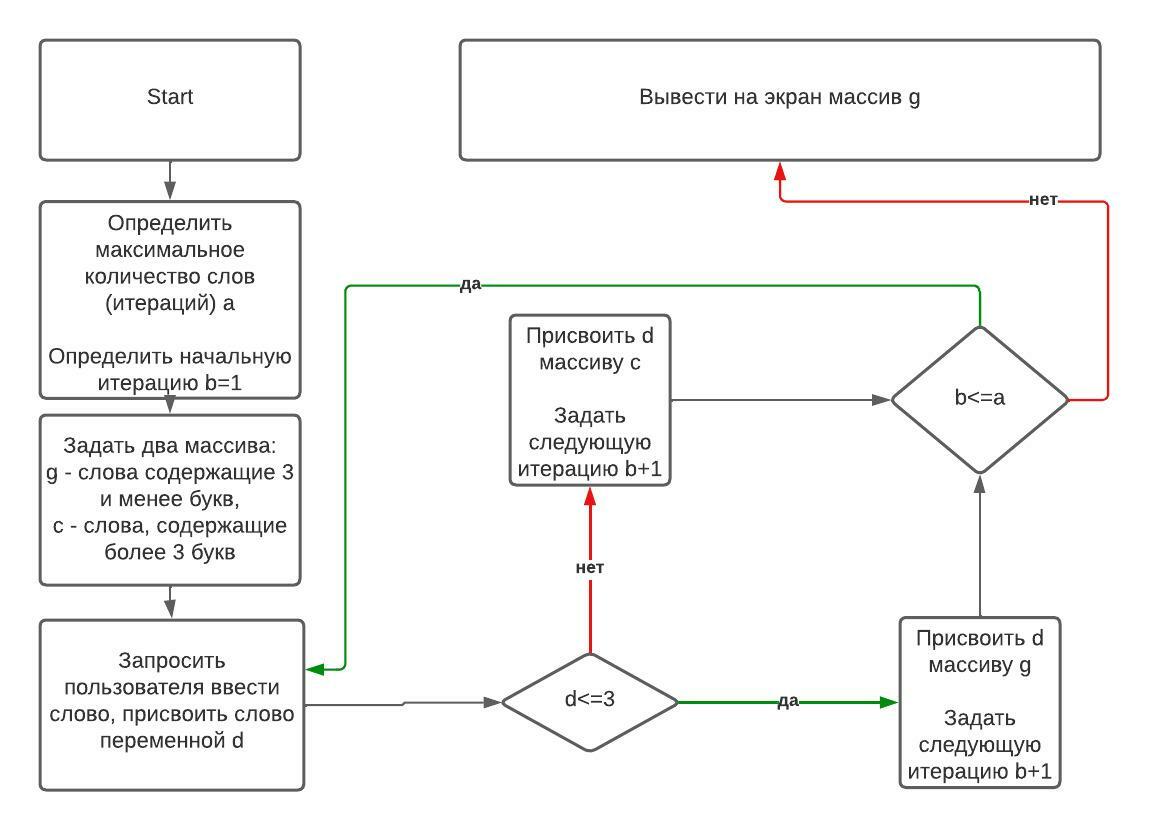 Start
Определить
максимальное
количество слов
(итераций) a
Определить начальную
итерацию b=1
Задать два массива:
g - слова содержащие 3
и менее букв,
c - слова, содержащие
более 3 букв
Запросить
пользователя ввести
слово, присвоить слово
переменной d
d<=3
нет
да
Присвоить d
массиву c
Задать
следующую
итерацию b+1
Присвоить d
массиву g
Задать
следующую
итерацию b+1
b<=a
да
нет
Вывести на экран массив g